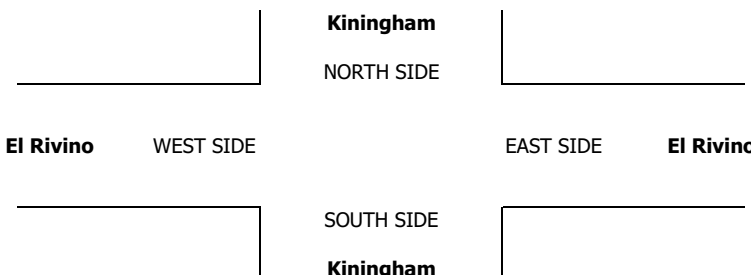 Kiningham
NORTH SIDE
El Rivino WEST SIDE EAST SIDE El Rivino
SOUTH SIDE
Kiningham